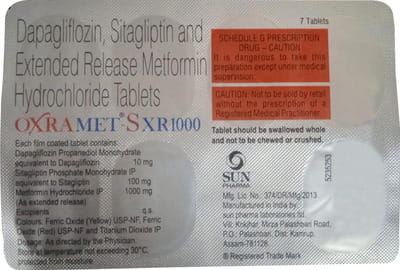 Dapagliflozin, Sitagliptin and
Extended Release Metformin
Hydrochloride Tablets
OXRAMET®-SXR1000
Each film coated tablet contains:
Dapagliflozin Propanediol Monohydrate
equivalent to Dapagliflozin 10 mg
Sitagliptin Phosphate Monohydrate IP
equivalent to Sitagliptin 100 mg
Metformin Hydrochloride IP 1000 mg
(As extended release)
Excipients q.s.
Colours: Ferric Oxide (Yellow) USP-NF, Ferric
Oxide (Red) USP-NF and Titanium Dioxide IP
Dosage: As directed by the Physician.
Store at temperature not exceeding 30°C,
protected from moisture.
7 Tablets
SCHEDULE G PRESCRIPTION
DRUG – CAUTION
It is dangerous to take this
preparation except under medical
supervision.
CAUTION: Not to be sold by retail
without the prescription of a
Registered Medical Practitioner.
Tablet should be swallowed whole
and not to be chewed or crushed.
SUN
PHARMA
5235253
Mfg. Lic. No.: 374/DR/Mfg/2013
Manufactured in India by:
sun pharma laboratories ltd.
Vill: Kokjhar, Mirza Palashbari Road,
P.O.: Palashbari, Dist: Kamrup,
Assam-781128.
® Registered Trade Mark